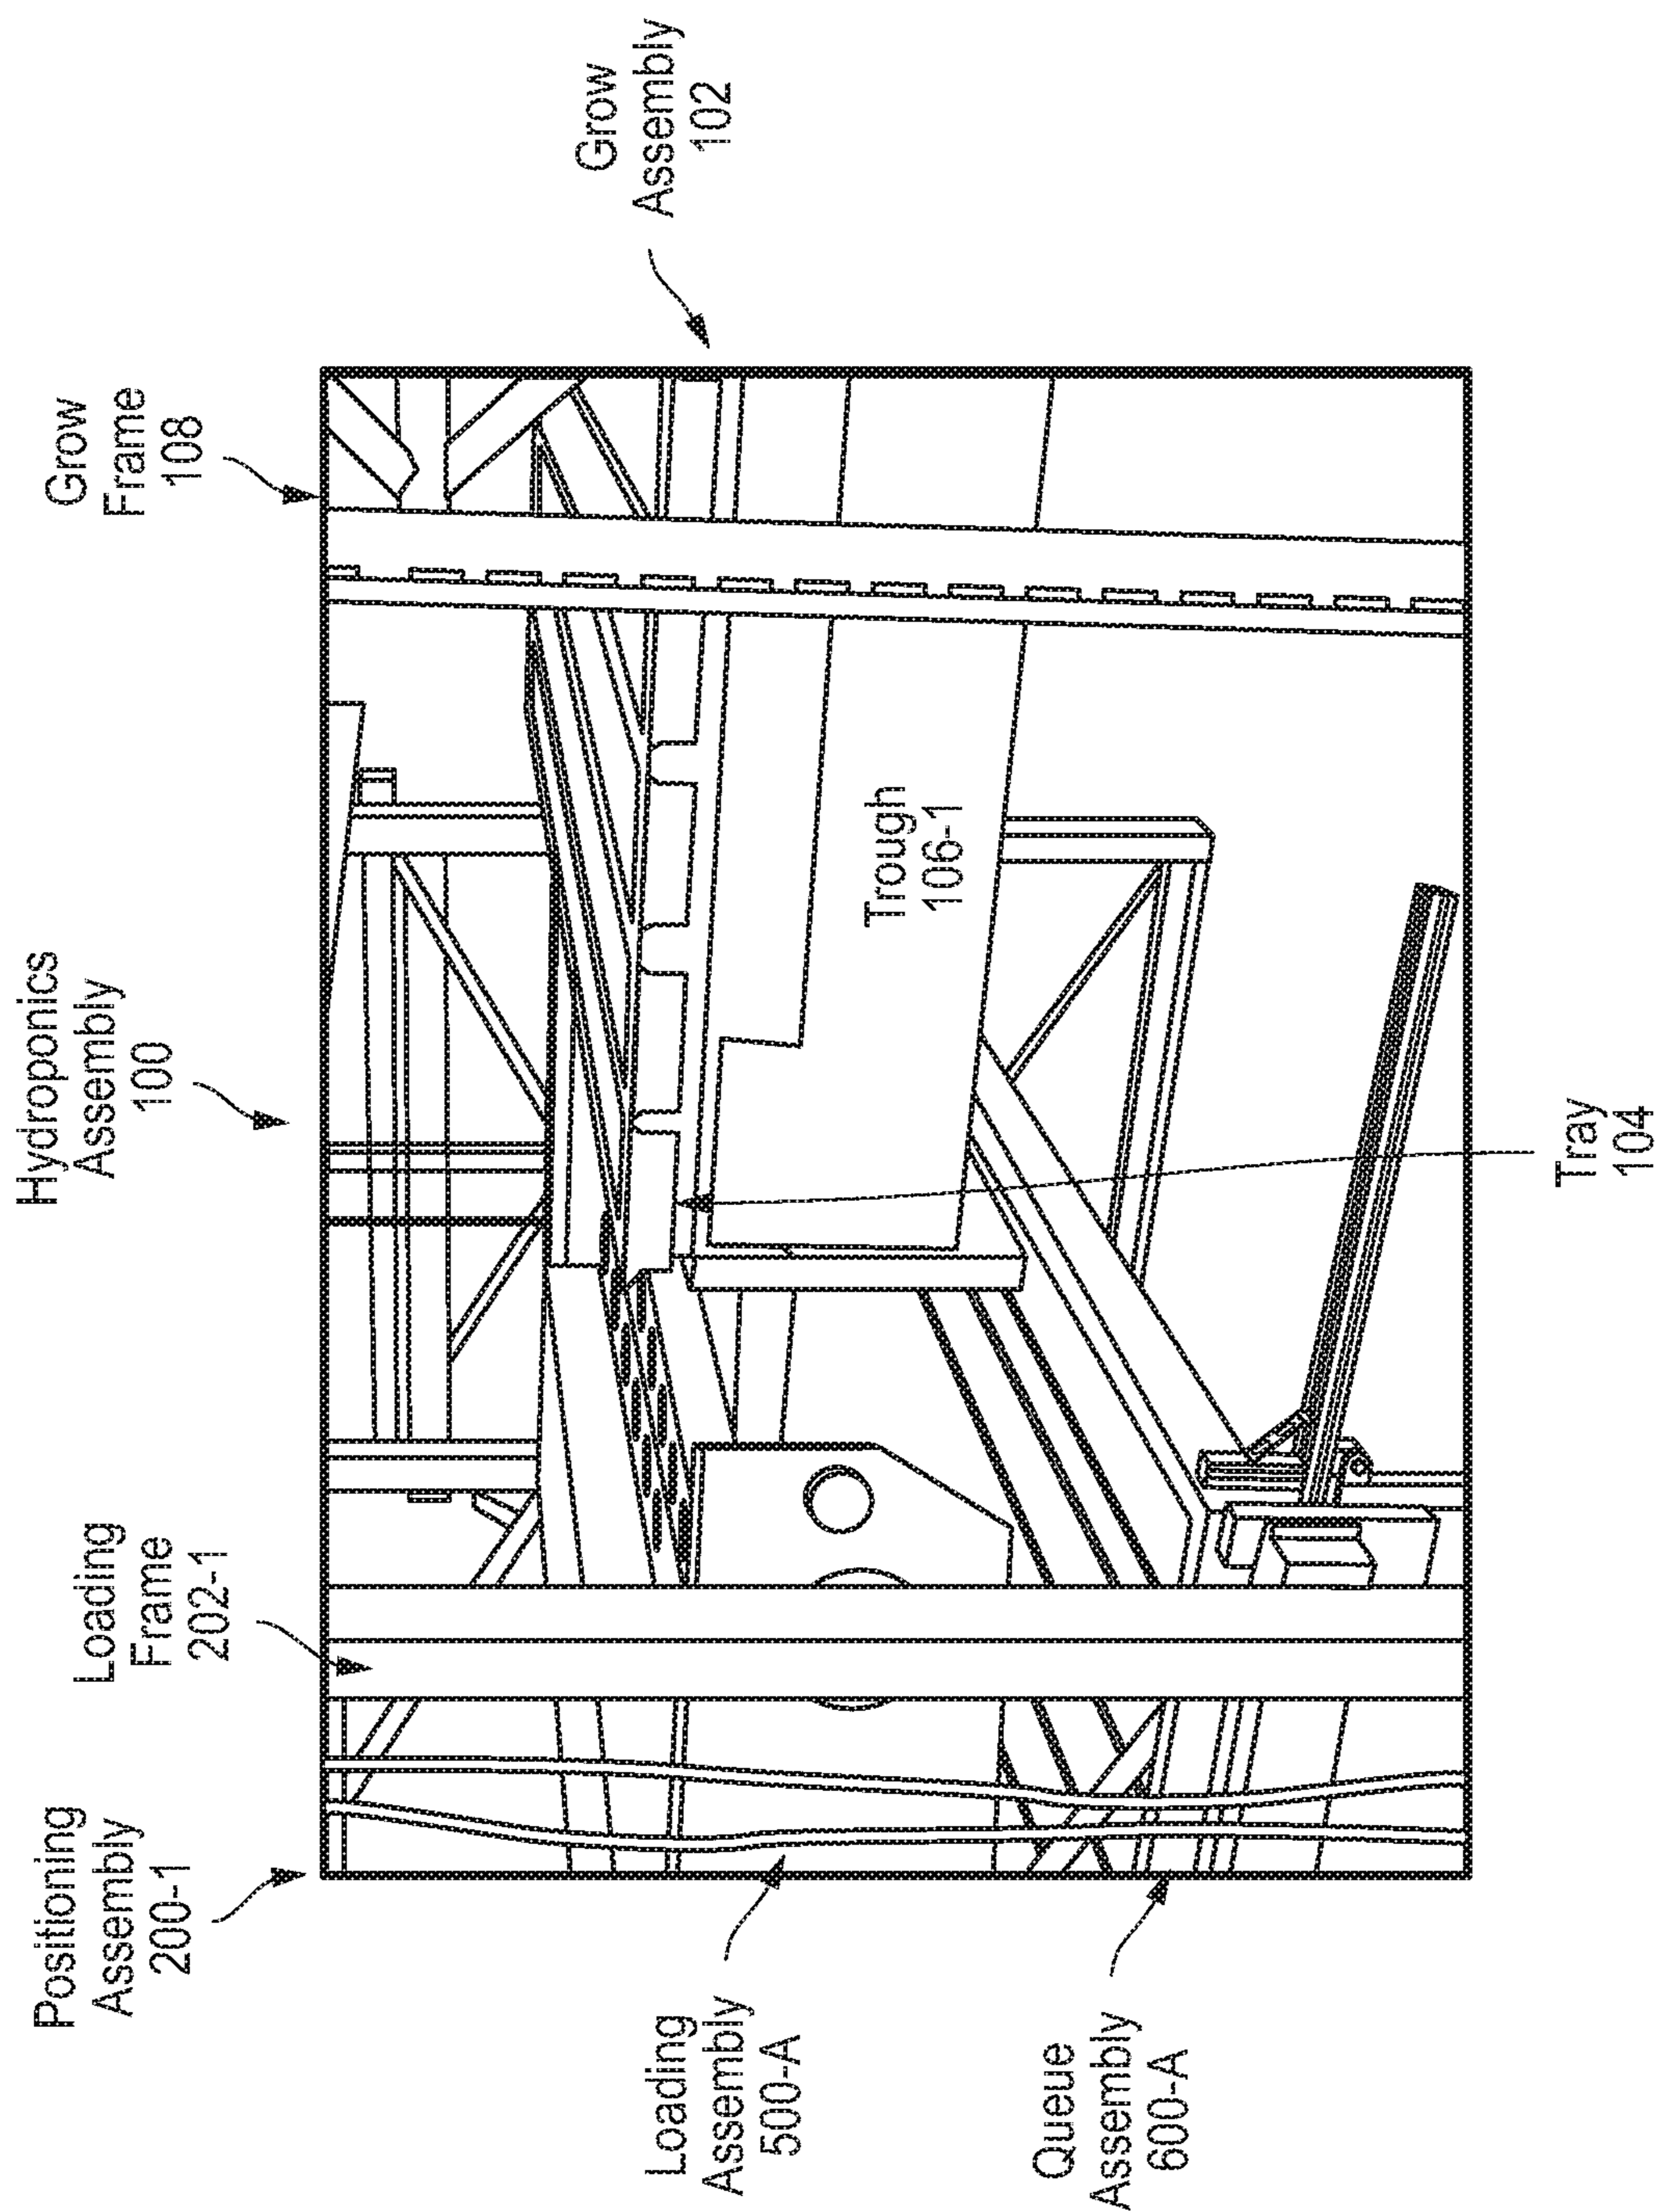 Hydroponics
Assembly
100
Grow
Frame
108
Loading
Frame
202-1
Positioning
Assembly
200-1
Grow
Assembly
102
Trough
106-1
Loading
Assembly
500-A
Queue
Assembly
600-A
Tray
104